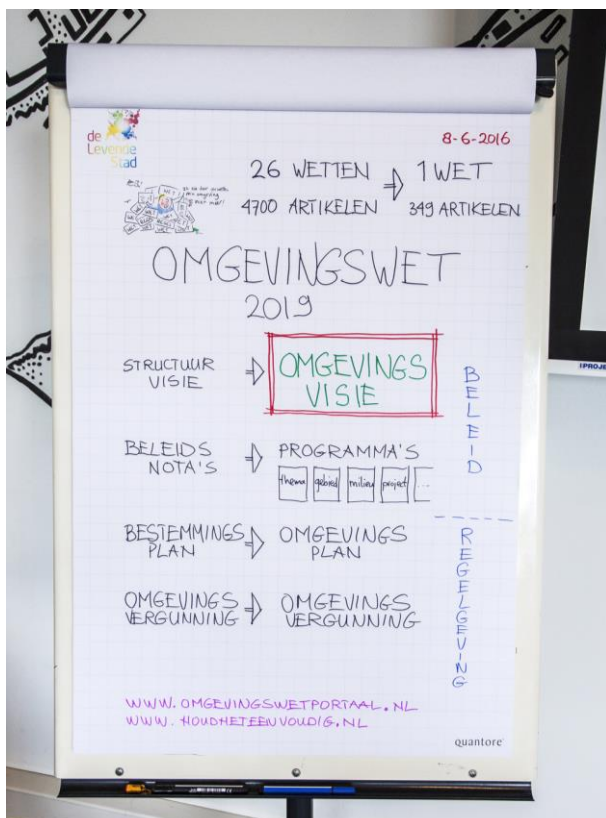 de
Levende
Stad
8-6-2016
26 WETTEN ⇒ 1 WET
4700 ARTIKELEN 349 ARTIKELEN
OMGEVINGSWET
2019
STRUCTUUR
VISIE
⇒
OMGEVINGS
VISIE
BELEIDS
NOTA'S
⇒
PROGRAMMA'S
thema gebied milieu project ...
BELEID
BESTEMMINGS
PLAN
⇒
OMGEVINGS
PLAN
OMGEVINGS
VERGUNNING
⇒
OMGEVINGS
VERGUNNING
REGELGEVING
WWW.OMGEVINGSWETPORTAAL.NL
WWW.HOUDHETEENVOUDIG.NL
quantore